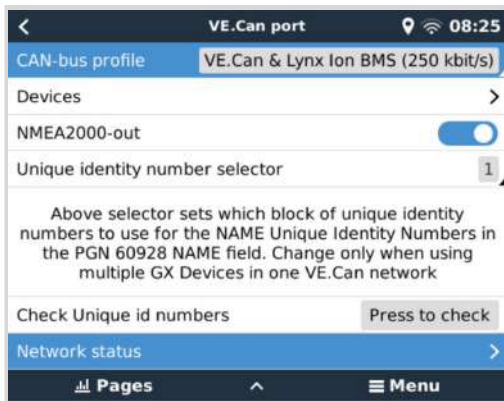 VE.Can port 08:25
CAN-bus profile VE.Can & Lynx Ion BMS (250 kbit/s)
Devices
NMEA2000-out
Unique identity number selector 1
Above selector sets which block of unique identity
numbers to use for the NAME Unique Identity Numbers in
the PGN 60928 NAME field. Change only when using
multiple GX Devices in one VE.Can network
Check Unique id numbers Press to check
Network status
Pages Menu